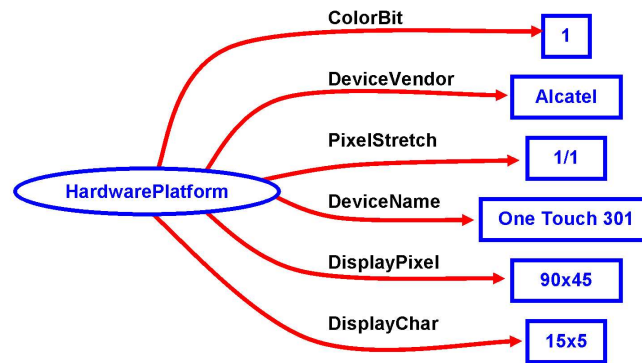 ColorBit
1
DeviceVendor
Alcatel
PixelStretch
1/1
HardwarePlatform
DeviceName
One Touch 301
DisplayPixel
90x45
DisplayChar
15x5